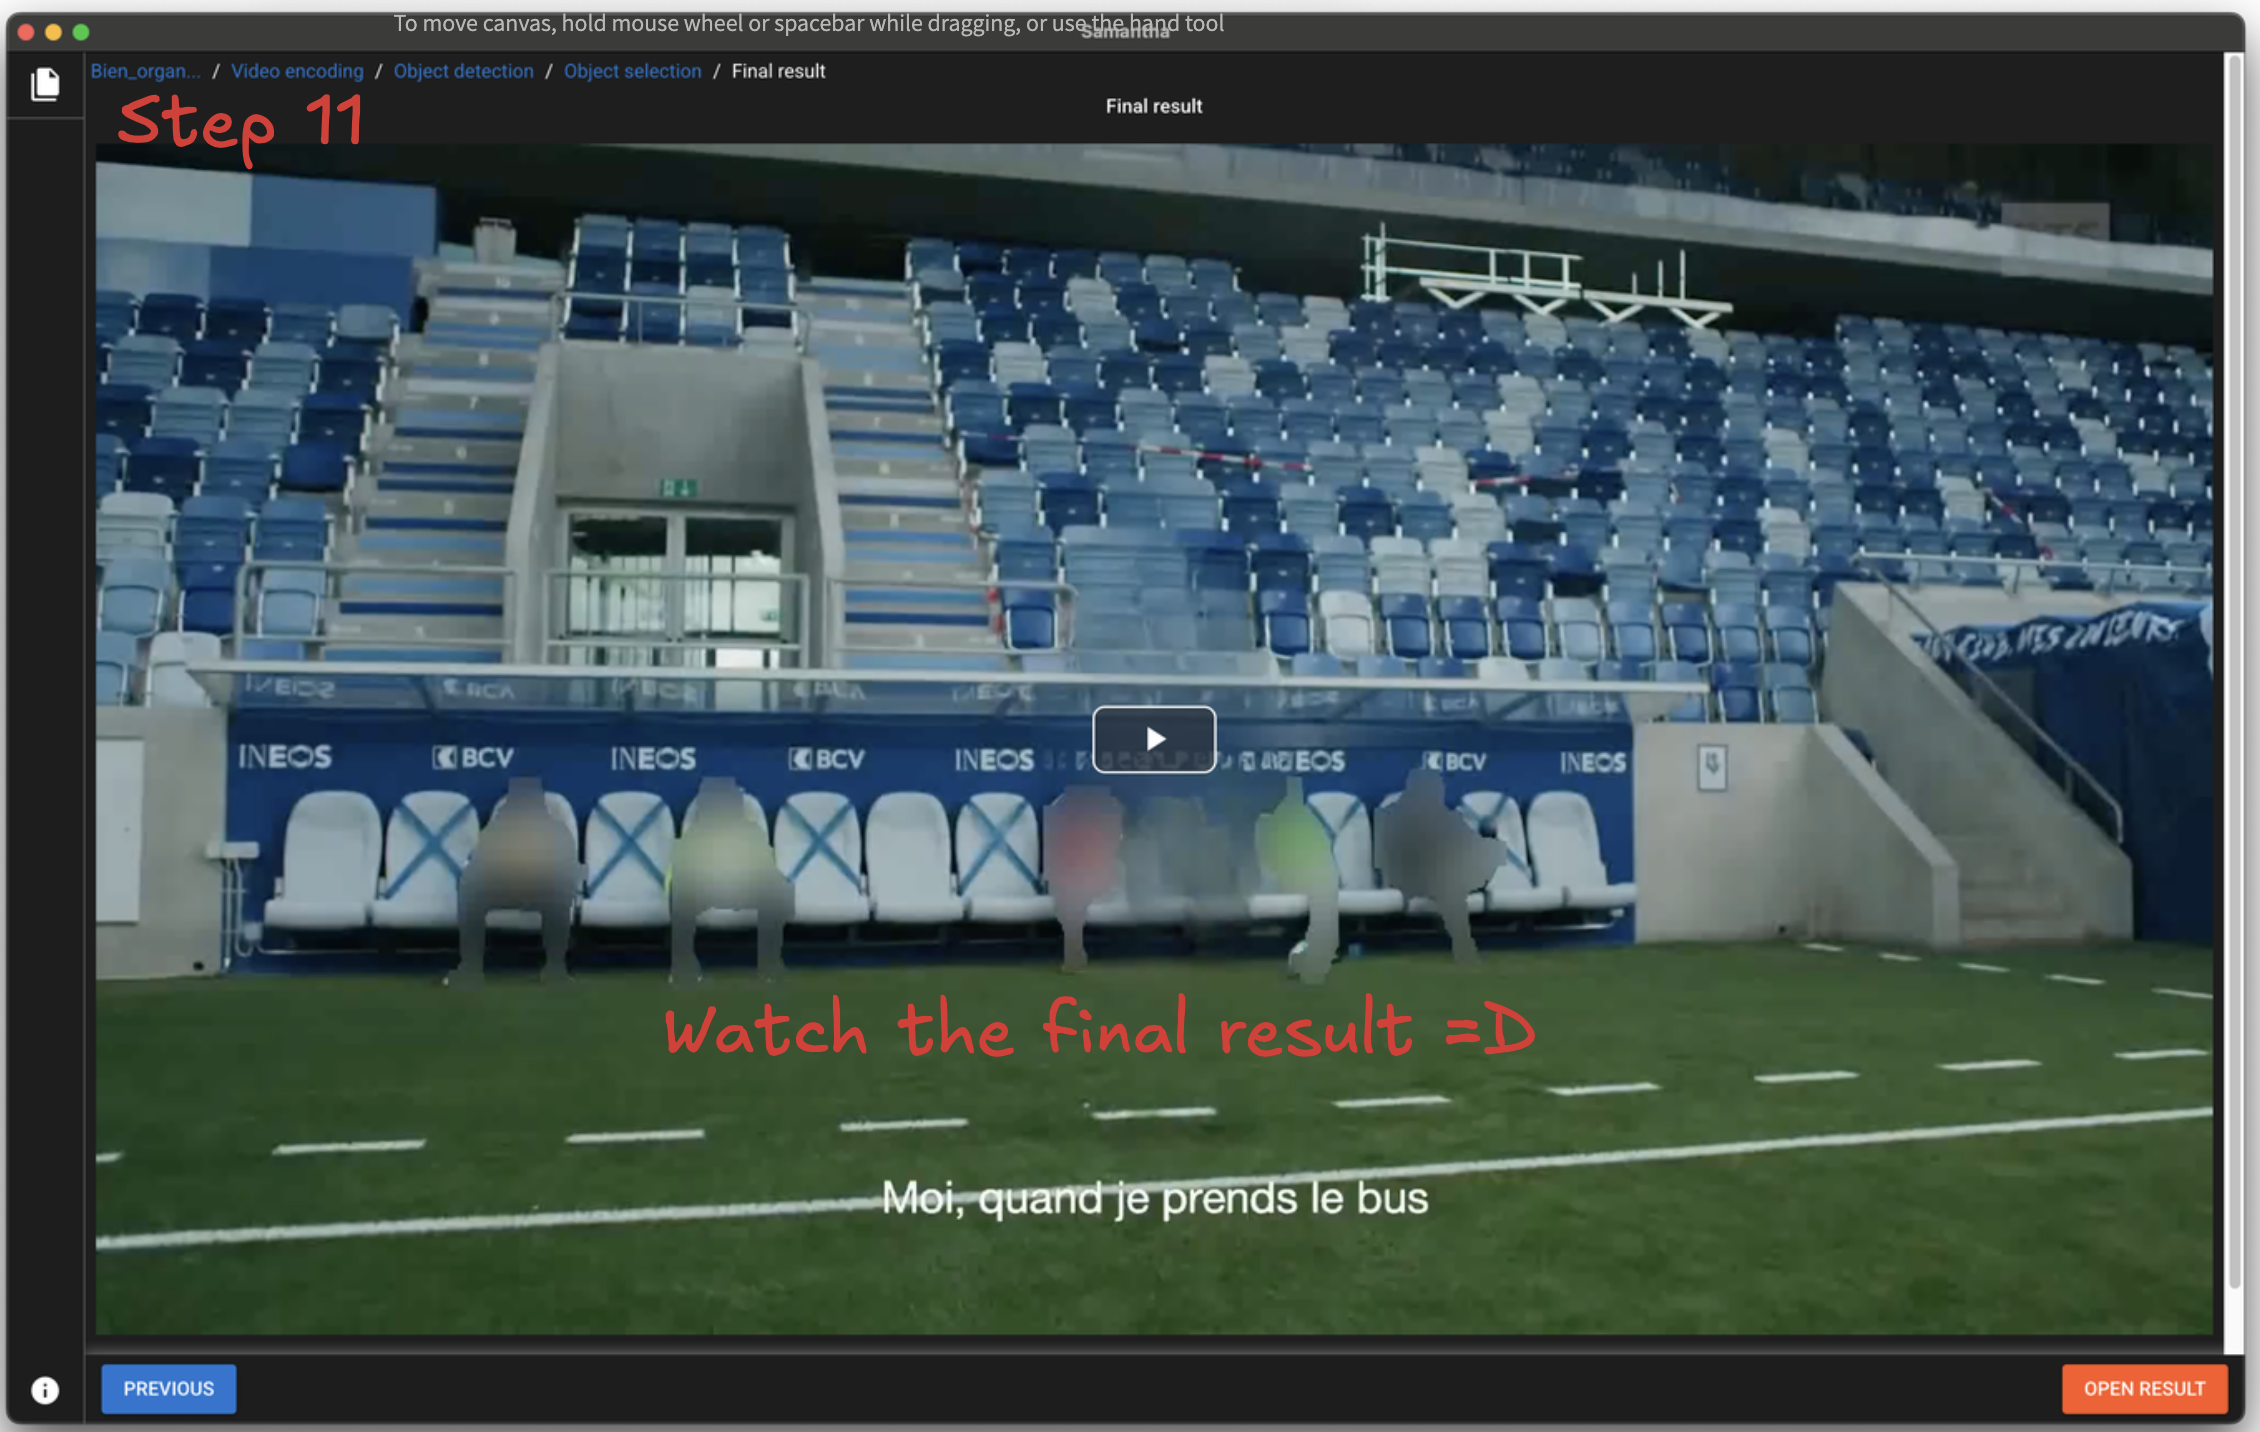 To move canvas, hold mouse wheel or spacebar while dragging, or use the hand tool
Samantha
Bien_organ... / Video encoding / Object detection / Object selection / Final result
Final result
Step 11
INEOS BCV INEOS BCV INEOS EOS BCV INEOS
Watch the final result =D
Moi, quand je prends le bus
PREVIOUS
OPEN RESULT